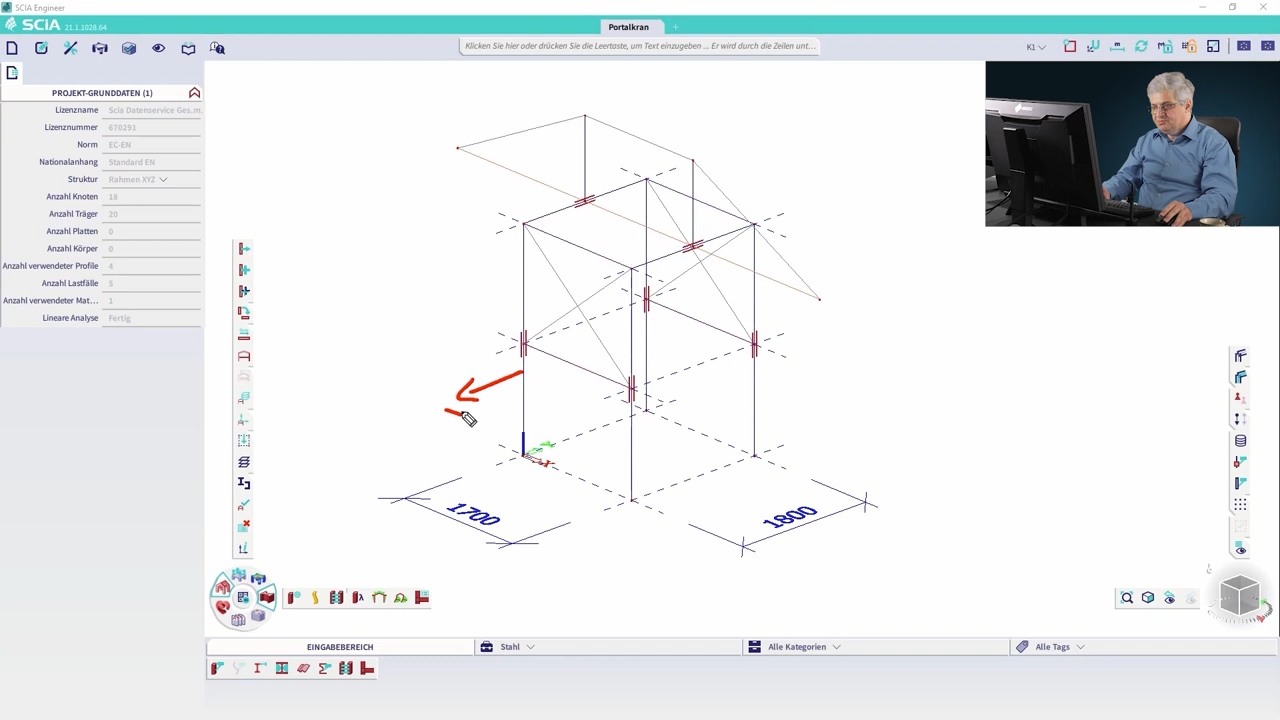 SCIA Engineer
SCIA 21.1.1028.64
Portalkran
Klicken Sie hier oder drücken Sie die Leertaste, um Text einzugeben ... Er wird durch die Zeilen unt...
K1
PROJEKT-GRUNDDATEN (1)
Lizenzname Scia Datenservice Ges.m.
Lizenznummer 670291
Norm EC-EN
Nationalanhang Standard EN
Struktur Rahmen XYZ
Anzahl Knoten 18
Anzahl Träger 20
Anzahl Platten 0
Anzahl Körper 0
Anzahl verwendeter Profile 4
Anzahl Lastfälle 5
Anzahl verwendeter Mat... 1
Lineare Analyse Fertig
1700
1800
EINGABEBEREICH
Stahl
Alle Kategorien
Alle Tags